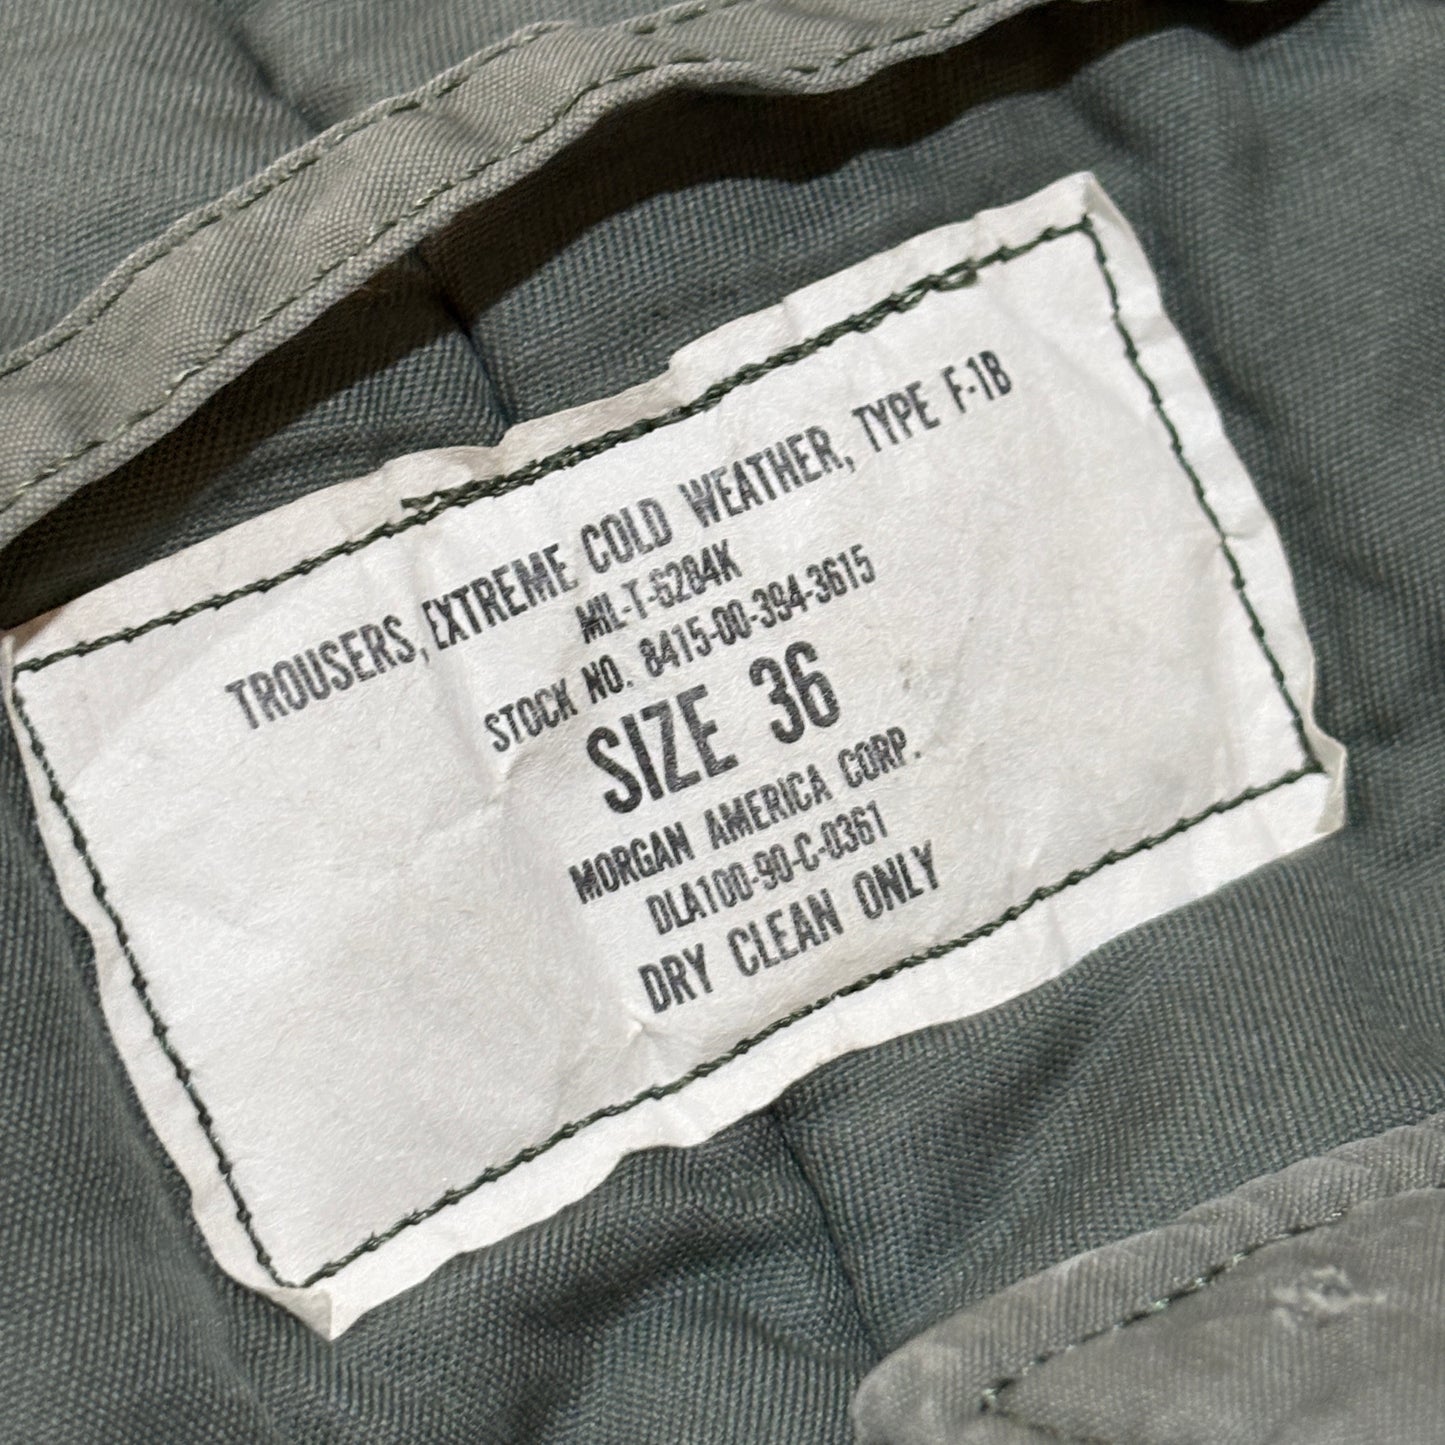 TROUSERS, EXTREME COLD WEATHER, TYPE F-1B
MIL-T-6284K
STOCK NO. 8415-00-394-3615
SIZE 36
MORGAN AMERICA CORP.
DLA100-90-C-0361
DRY CLEAN ONLY